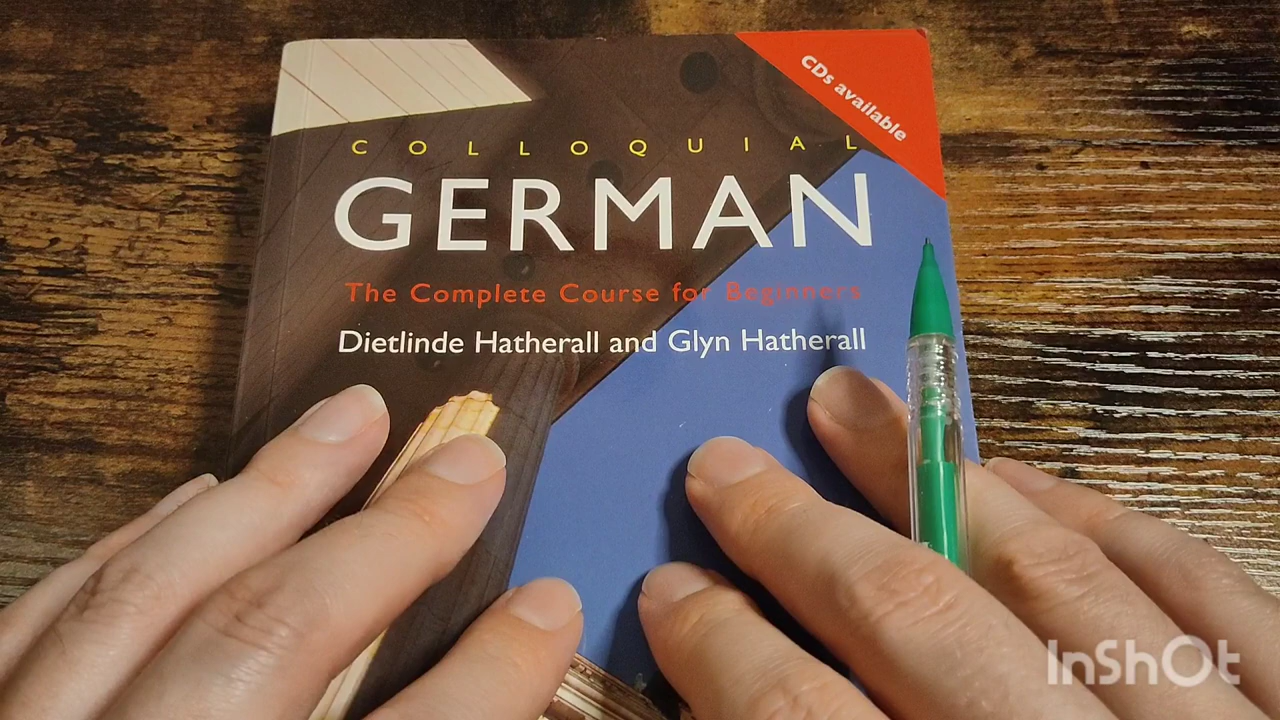 CDs available
COLLOQUIAL
GERMAN
The Complete Course for Beginners
Dietlinde Hatherall and Glyn Hatherall
InShOt